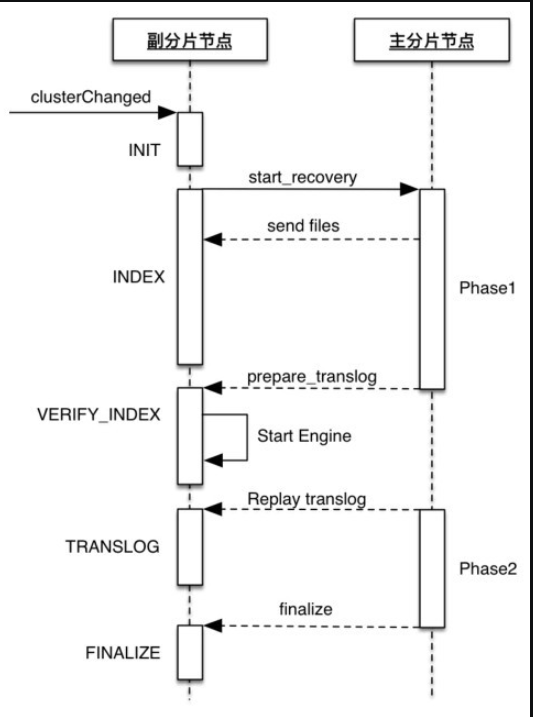 副分片节点
主分片节点
clusterChanged
INIT
start_recovery
send files
INDEX
Phase1
prepare_translog
VERIFY_INDEX
Start Engine
Replay translog
TRANSLOG
Phase2
finalize
FINALIZE